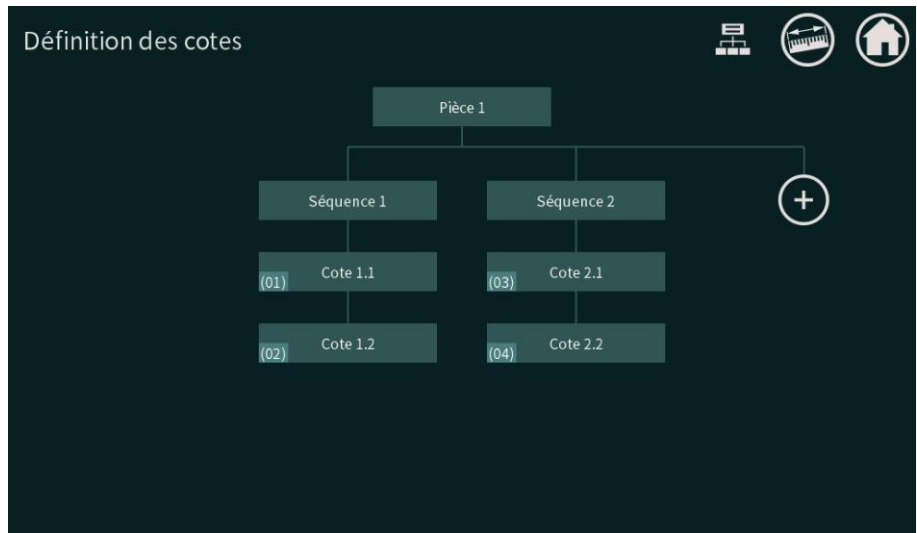 Définition des cotes
Pièce 1
Séquence 1
Séquence 2
+
(01) Cote 1.1
(03) Cote 2.1
(02) Cote 1.2
(04) Cote 2.2